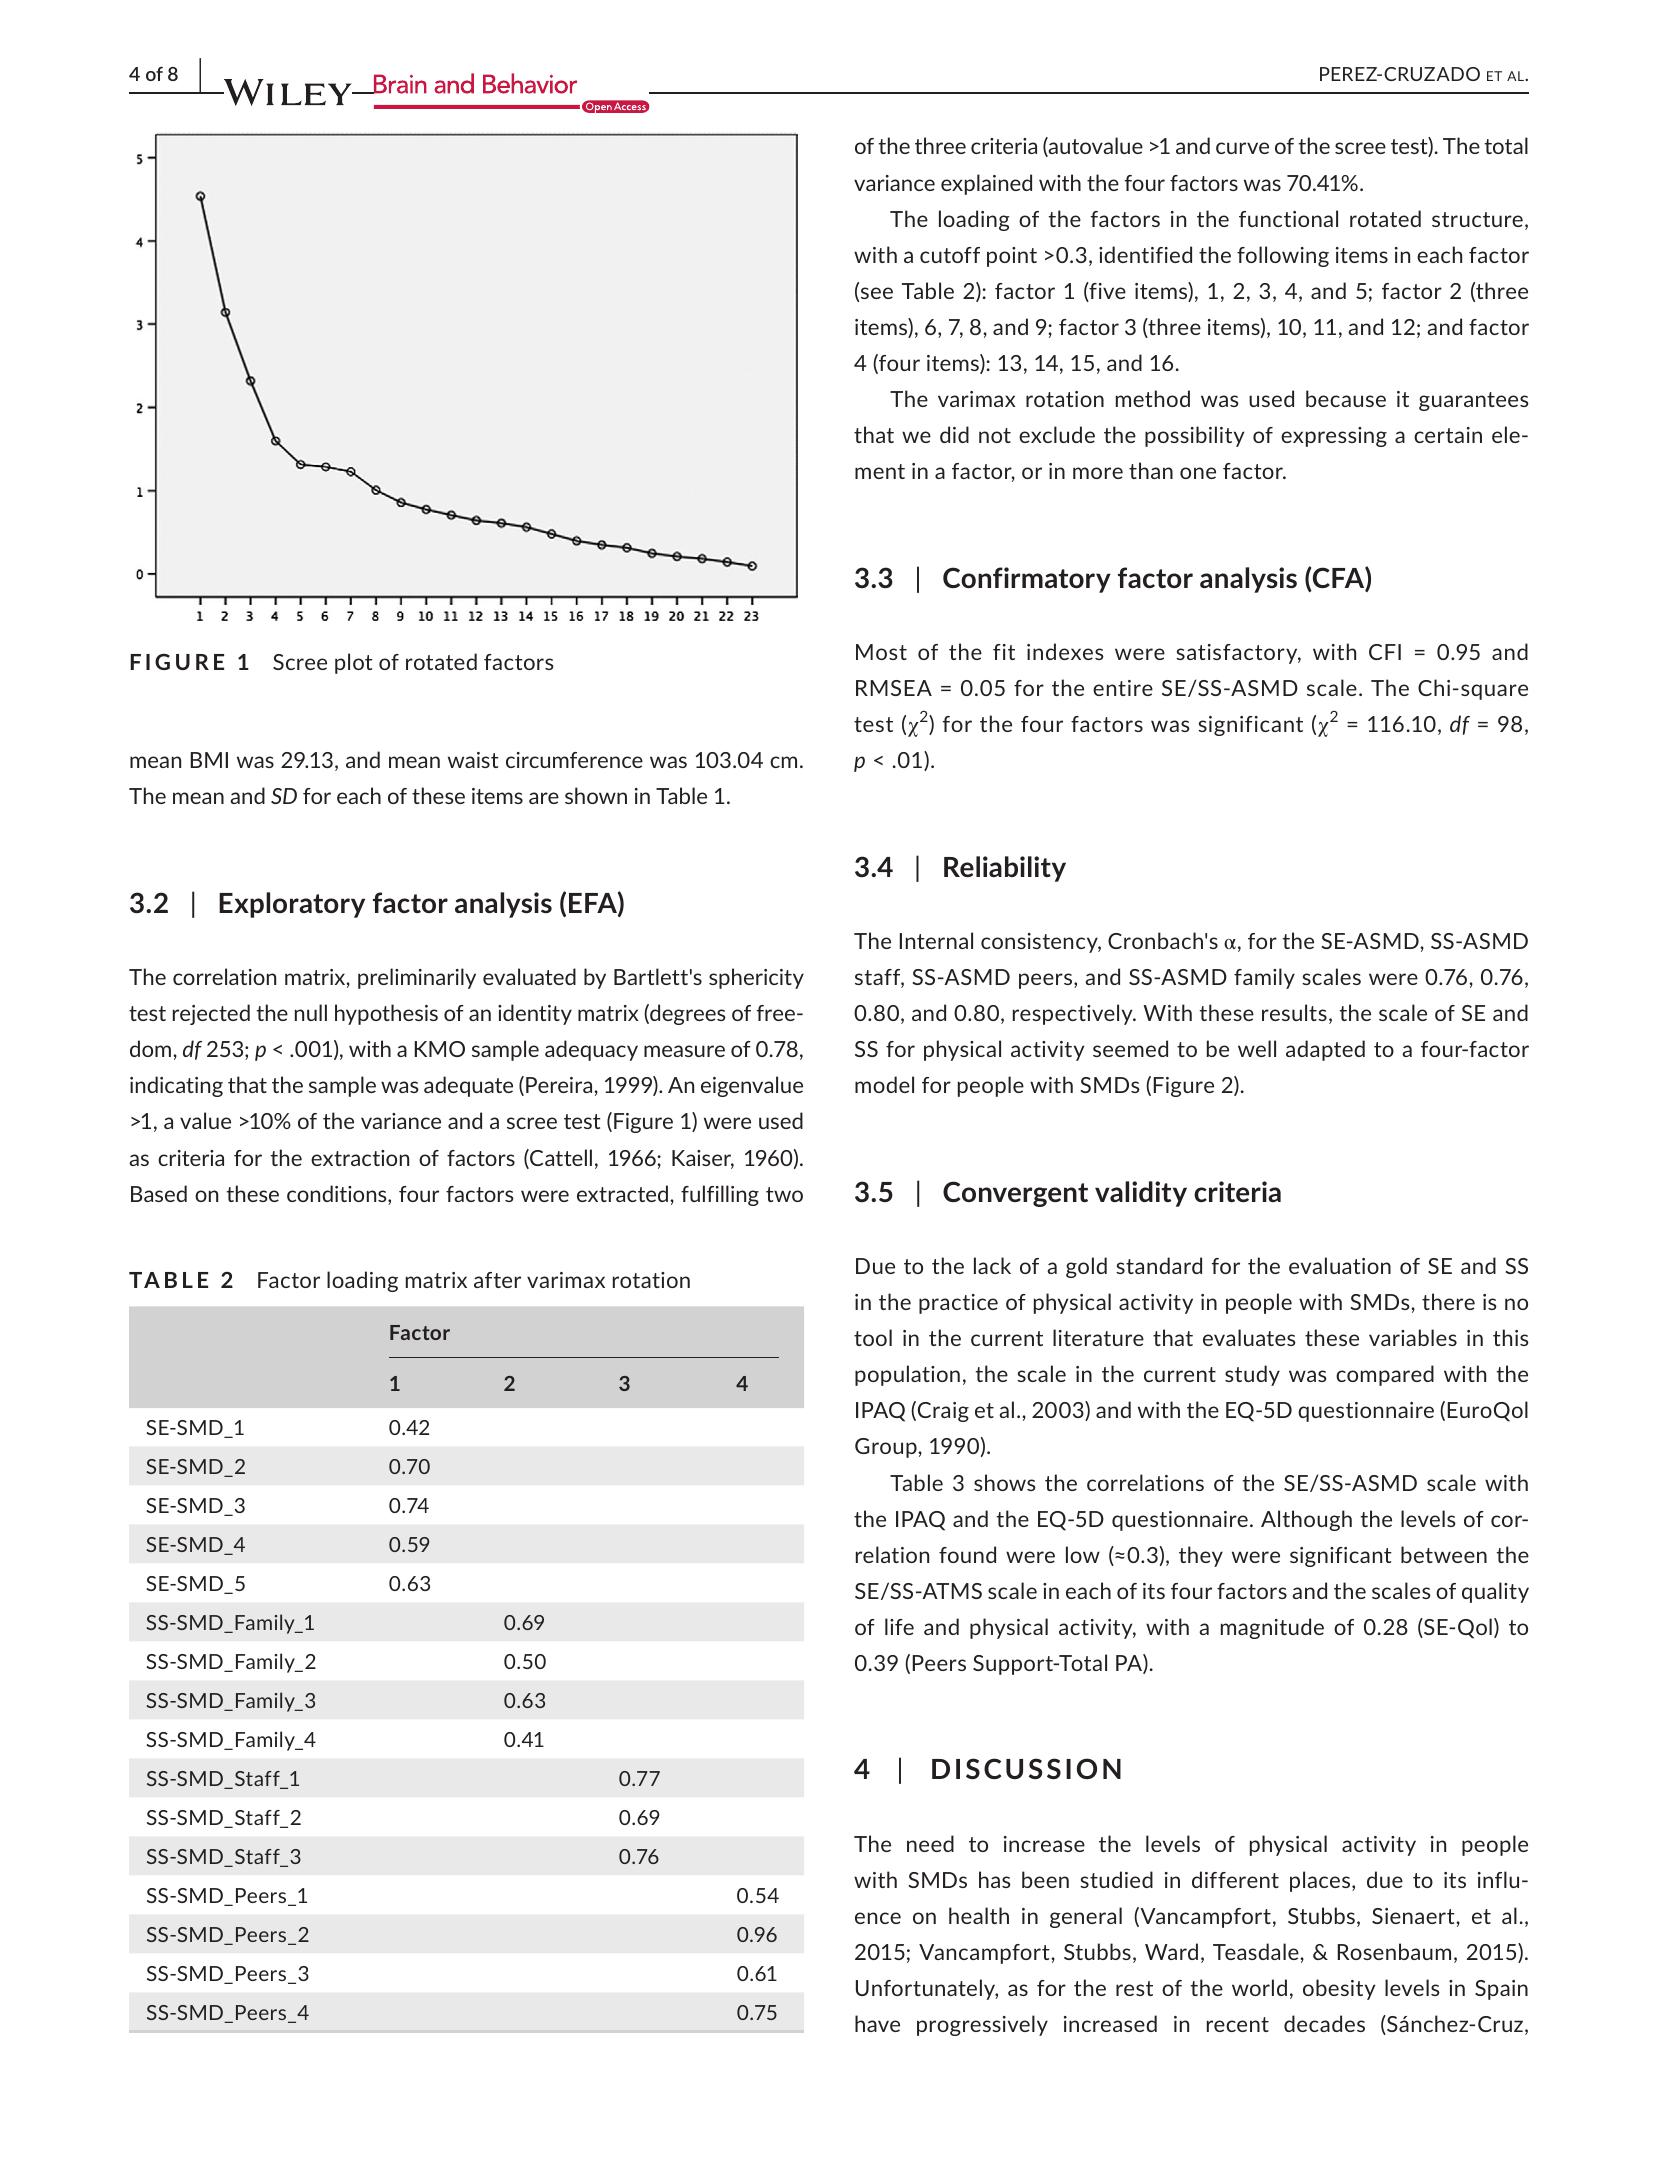 4 of 8
WILEY
Brain and Behavior
Open Access
PEREZ-CRUZADO ET AL.
5
4
3
2
1
0
1 2 3 4 5 6 7 8 9 10 11 12 13 14 15 16 17 18 19 20 21 22 23
FIGURE 1 Scree plot of rotated factors
mean BMI was 29.13, and mean waist circumference was 103.04 cm.
The mean and SD for each of these items are shown in Table 1.
3.2 | Exploratory factor analysis (EFA)
The correlation matrix, preliminarily evaluated by Bartlett's sphericity
test rejected the null hypothesis of an identity matrix (degrees of free-
dom, df 253; p < .001), with a KMO sample adequacy measure of 0.78,
indicating that the sample was adequate (Pereira, 1999). An eigenvalue
>1, a value >10% of the variance and a scree test (Figure 1) were used
as criteria for the extraction of factors (Cattell, 1966; Kaiser, 1960).
Based on these conditions, four factors were extracted, fulfilling two
TABLE 2 Factor loading matrix after varimax rotation
Factor
1 2 3 4
SE-SMD_1 0.42
SE-SMD_2 0.70
SE-SMD_3 0.74
SE-SMD_4 0.59
SE-SMD_5 0.63
SS-SMD_Family_1 0.69
SS-SMD_Family_2 0.50
SS-SMD_Family_3 0.63
SS-SMD_Family_4 0.41
SS-SMD_Staff_1 0.77
SS-SMD_Staff_2 0.69
SS-SMD_Staff_3 0.76
SS-SMD_Peers_1 0.54
SS-SMD_Peers_2 0.96
SS-SMD_Peers_3 0.61
SS-SMD_Peers_4 0.75
of the three criteria (autovalue >1 and curve of the scree test). The total
variance explained with the four factors was 70.41%.
The loading of the factors in the functional rotated structure,
with a cutoff point >0.3, identified the following items in each factor
(see Table 2): factor 1 (five items), 1, 2, 3, 4, and 5; factor 2 (three
items), 6, 7, 8, and 9; factor 3 (three items), 10, 11, and 12; and factor
4 (four items): 13, 14, 15, and 16.
The varimax rotation method was used because it guarantees
that we did not exclude the possibility of expressing a certain ele-
ment in a factor, or in more than one factor.
3.3 | Confirmatory factor analysis (CFA)
Most of the fit indexes were satisfactory, with CFI = 0.95 and
RMSEA = 0.05 for the entire SE/SS-ASMD scale. The Chi-square
test (χ²) for the four factors was significant (χ² = 116.10, df = 98,
p < .01).
3.4 | Reliability
The Internal consistency, Cronbach's α, for the SE-ASMD, SS-ASMD
staff, SS-ASMD peers, and SS-ASMD family scales were 0.76, 0.76,
0.80, and 0.80, respectively. With these results, the scale of SE and
SS for physical activity seemed to be well adapted to a four-factor
model for people with SMDs (Figure 2).
3.5 | Convergent validity criteria
Due to the lack of a gold standard for the evaluation of SE and SS
in the practice of physical activity in people with SMDs, there is no
tool in the current literature that evaluates these variables in this
population, the scale in the current study was compared with the
IPAQ (Craig et al., 2003) and with the EQ-5D questionnaire (EuroQol
Group, 1990).
Table 3 shows the correlations of the SE/SS-ASMD scale with
the IPAQ and the EQ-5D questionnaire. Although the levels of cor-
relation found were low (≈0.3), they were significant between the
SE/SS-ATMS scale in each of its four factors and the scales of quality
of life and physical activity, with a magnitude of 0.28 (SE-Qol) to
0.39 (Peers Support-Total PA).
4 | DISCUSSION
The need to increase the levels of physical activity in people
with SMDs has been studied in different places, due to its influ-
ence on health in general (Vancampfort, Stubbs, Sienaert, et al.,
2015; Vancampfort, Stubbs, Ward, Teasdale, & Rosenbaum, 2015).
Unfortunately, as for the rest of the world, obesity levels in Spain
have progressively increased in recent decades (Sánchez-Cruz,